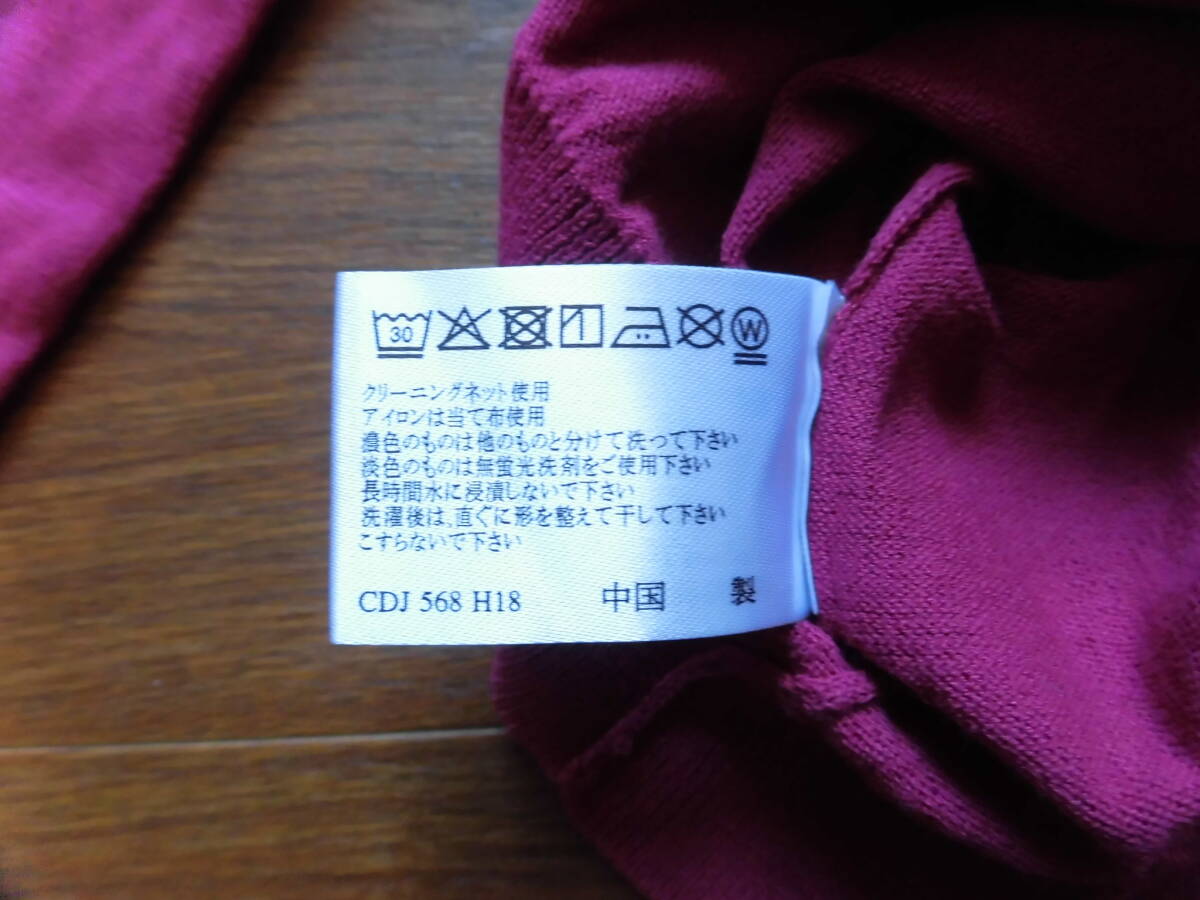 30 W
クリーニングネット使用
アイロンは当て布使用
濃色のものは他のものと分けて洗って下さい
淡色のものは無蛍光洗剤をご使用下さい
長時間水に浸漬しないで下さい
洗濯後は、直ぐに形を整えて干して下さい
こすらないで下さい
CDJ 568 H18 中国 製